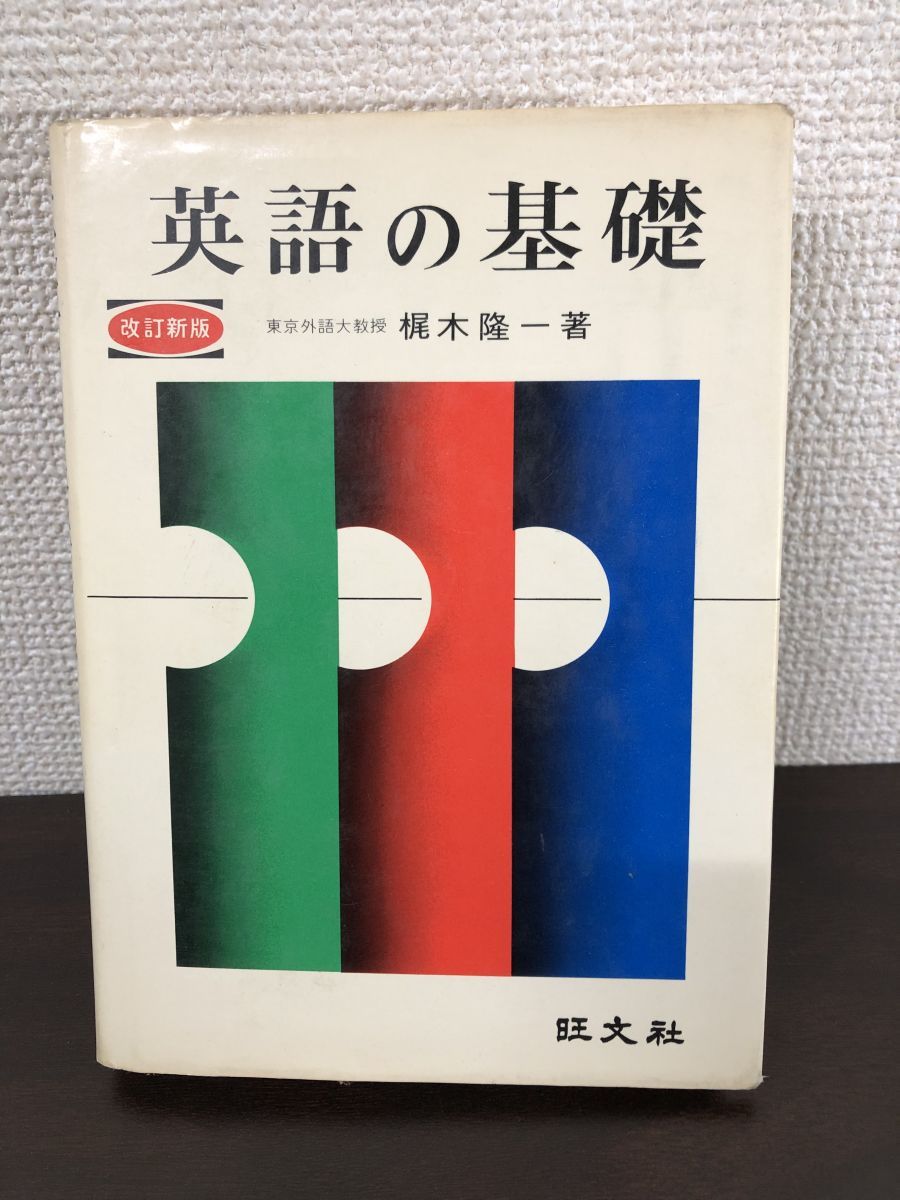 英語の基礎
改訂新版
東京外語大教授 梶木隆一著
旺文社